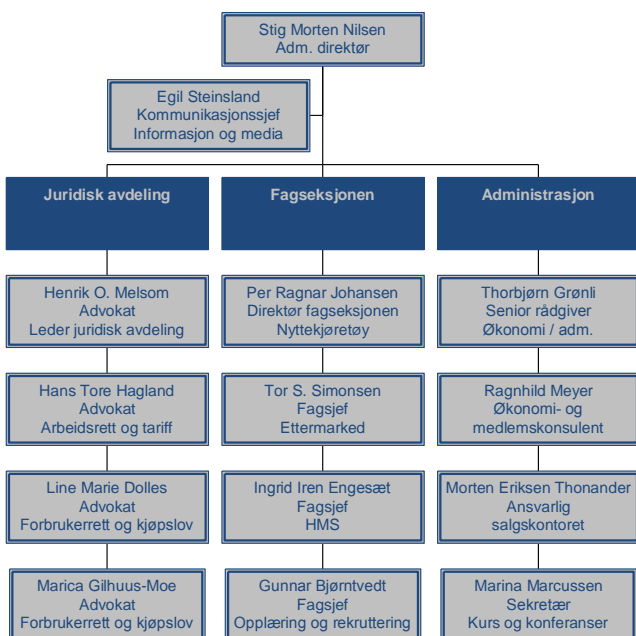 Stig Morten Nilsen
Adm. direktør
Egil Steinsland
Kommunikasjonssjef
Informasjon og media
Juridisk avdeling
Henrik O. Melsom
Advokat
Leder juridisk avdeling
Hans Tore Hagland
Advokat
Arbeidsrett og tariff
Line Marie Dolles
Advokat
Forbrukerrett og kjøpslov
Marica Gilhuus-Moe
Advokat
Forbrukerrett og kjøpslov
Fagseksjonen
Per Ragnar Johansen
Direktør fagseksjonen
Nyttekjøretøy
Tor S. Simonsen
Fagsjef
Ettermarked
Ingrid Iren Engesæt
Fagsjef
HMS
Gunnar Bjørntvedt
Fagsjef
Opplæring og rekruttering
Administrasjon
Thorbjørn Grønli
Senior rådgiver
Økonomi / adm.
Ragnhild Meyer
Økonomi- og
medlemskonsulent
Morten Eriksen Thonander
Ansvarlig
salgskontoret
Marina Marcussen
Sekretær
Kurs og konferanser